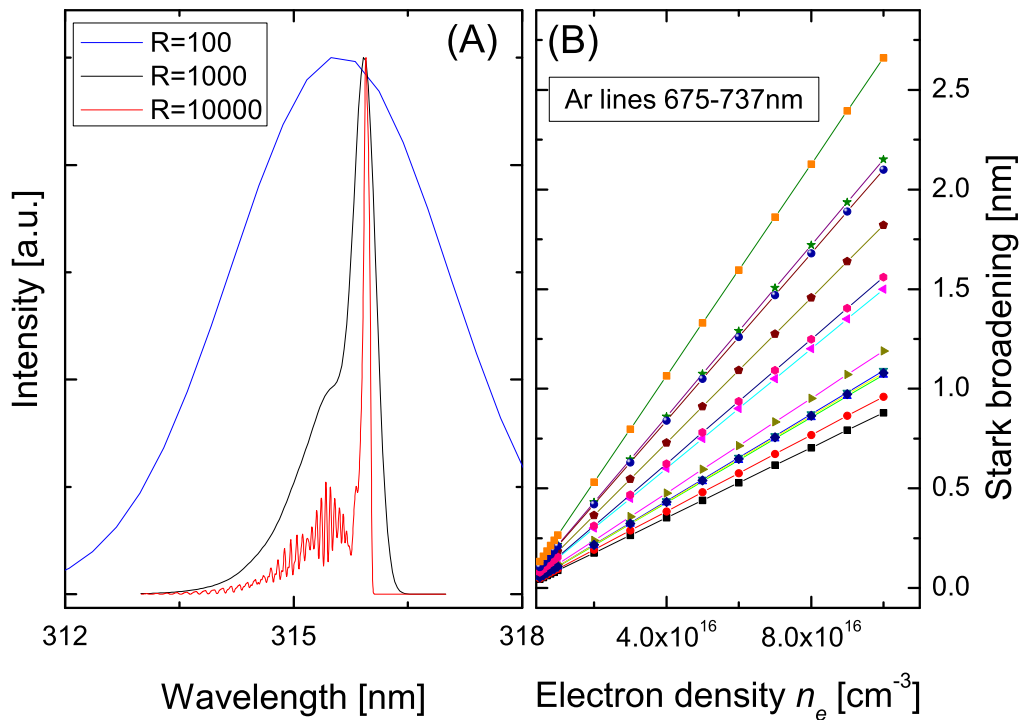 (A)
R=100
R=1000
R=10000
Intensity [a.u.]
312
315
318
Wavelength [nm]
(B)
Ar lines 675-737nm
2.5
2.0
1.5
1.0
0.5
0.0
Stark broadening [nm]
4.0x10^16
8.0x10^16
Electron density n_e [cm^-3]